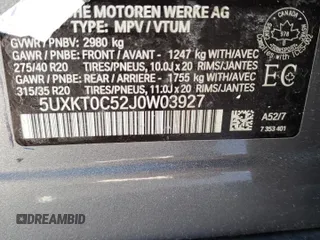 HE MOTOREN WERKE AG
TYPE: MPV / VTUM
GVWR / PNBV: 2980 kg
GAWR / PNBE: FRONT / AVANT - 1247 kg WITH/AVEC
275/40 R20 TIRES/PNEUS, 10.0J x 20 RIMS/JANTES
GAWR / PNBE: REAR / ARRIERE - 1755 kg WITH/AVEC
315/35 R20 TIRES/PNEUS, 11.0J x 20 RIMS/JANTES
5UXKT0C52J0W03927
CANADA
EC
A52/7
7 353 401
DREAMBID